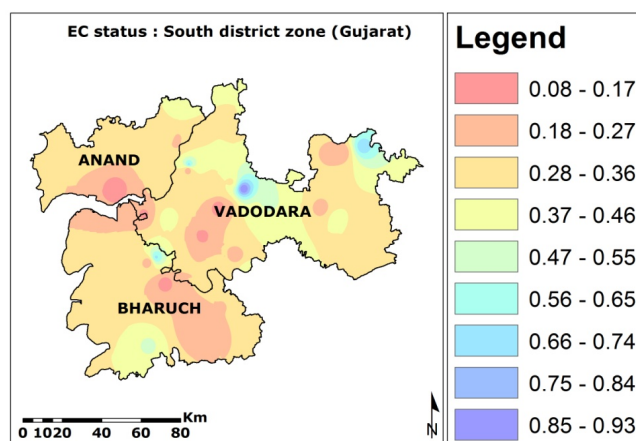 EC status : South district zone (Gujarat)
ANAND
VADODARA
BHARUCH
Km
0 1020 40 60 80
N
Legend
0.08 - 0.17
0.18 - 0.27
0.28 - 0.36
0.37 - 0.46
0.47 - 0.55
0.56 - 0.65
0.66 - 0.74
0.75 - 0.84
0.85 - 0.93